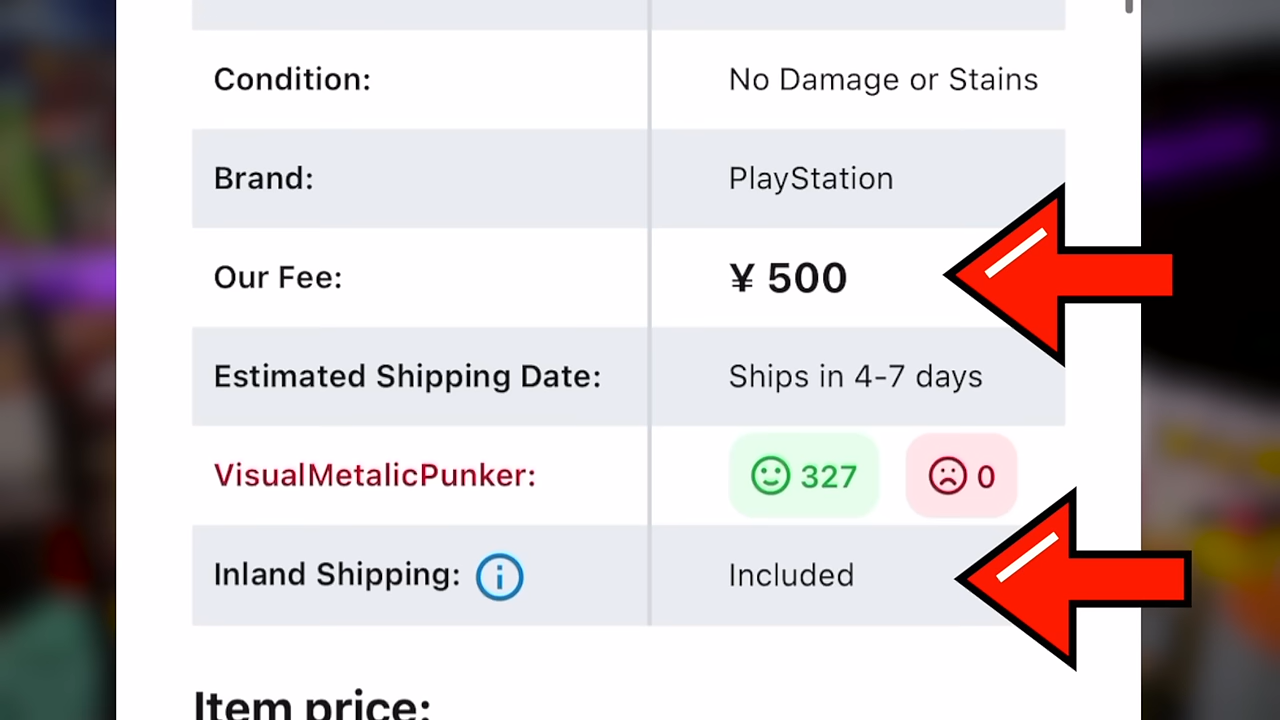 Condition: No Damage or Stains
Brand: PlayStation
Our Fee: ¥ 500
Estimated Shipping Date: Ships in 4-7 days
VisualMetalicPunker: 327 0
Inland Shipping: i Included
Item price: